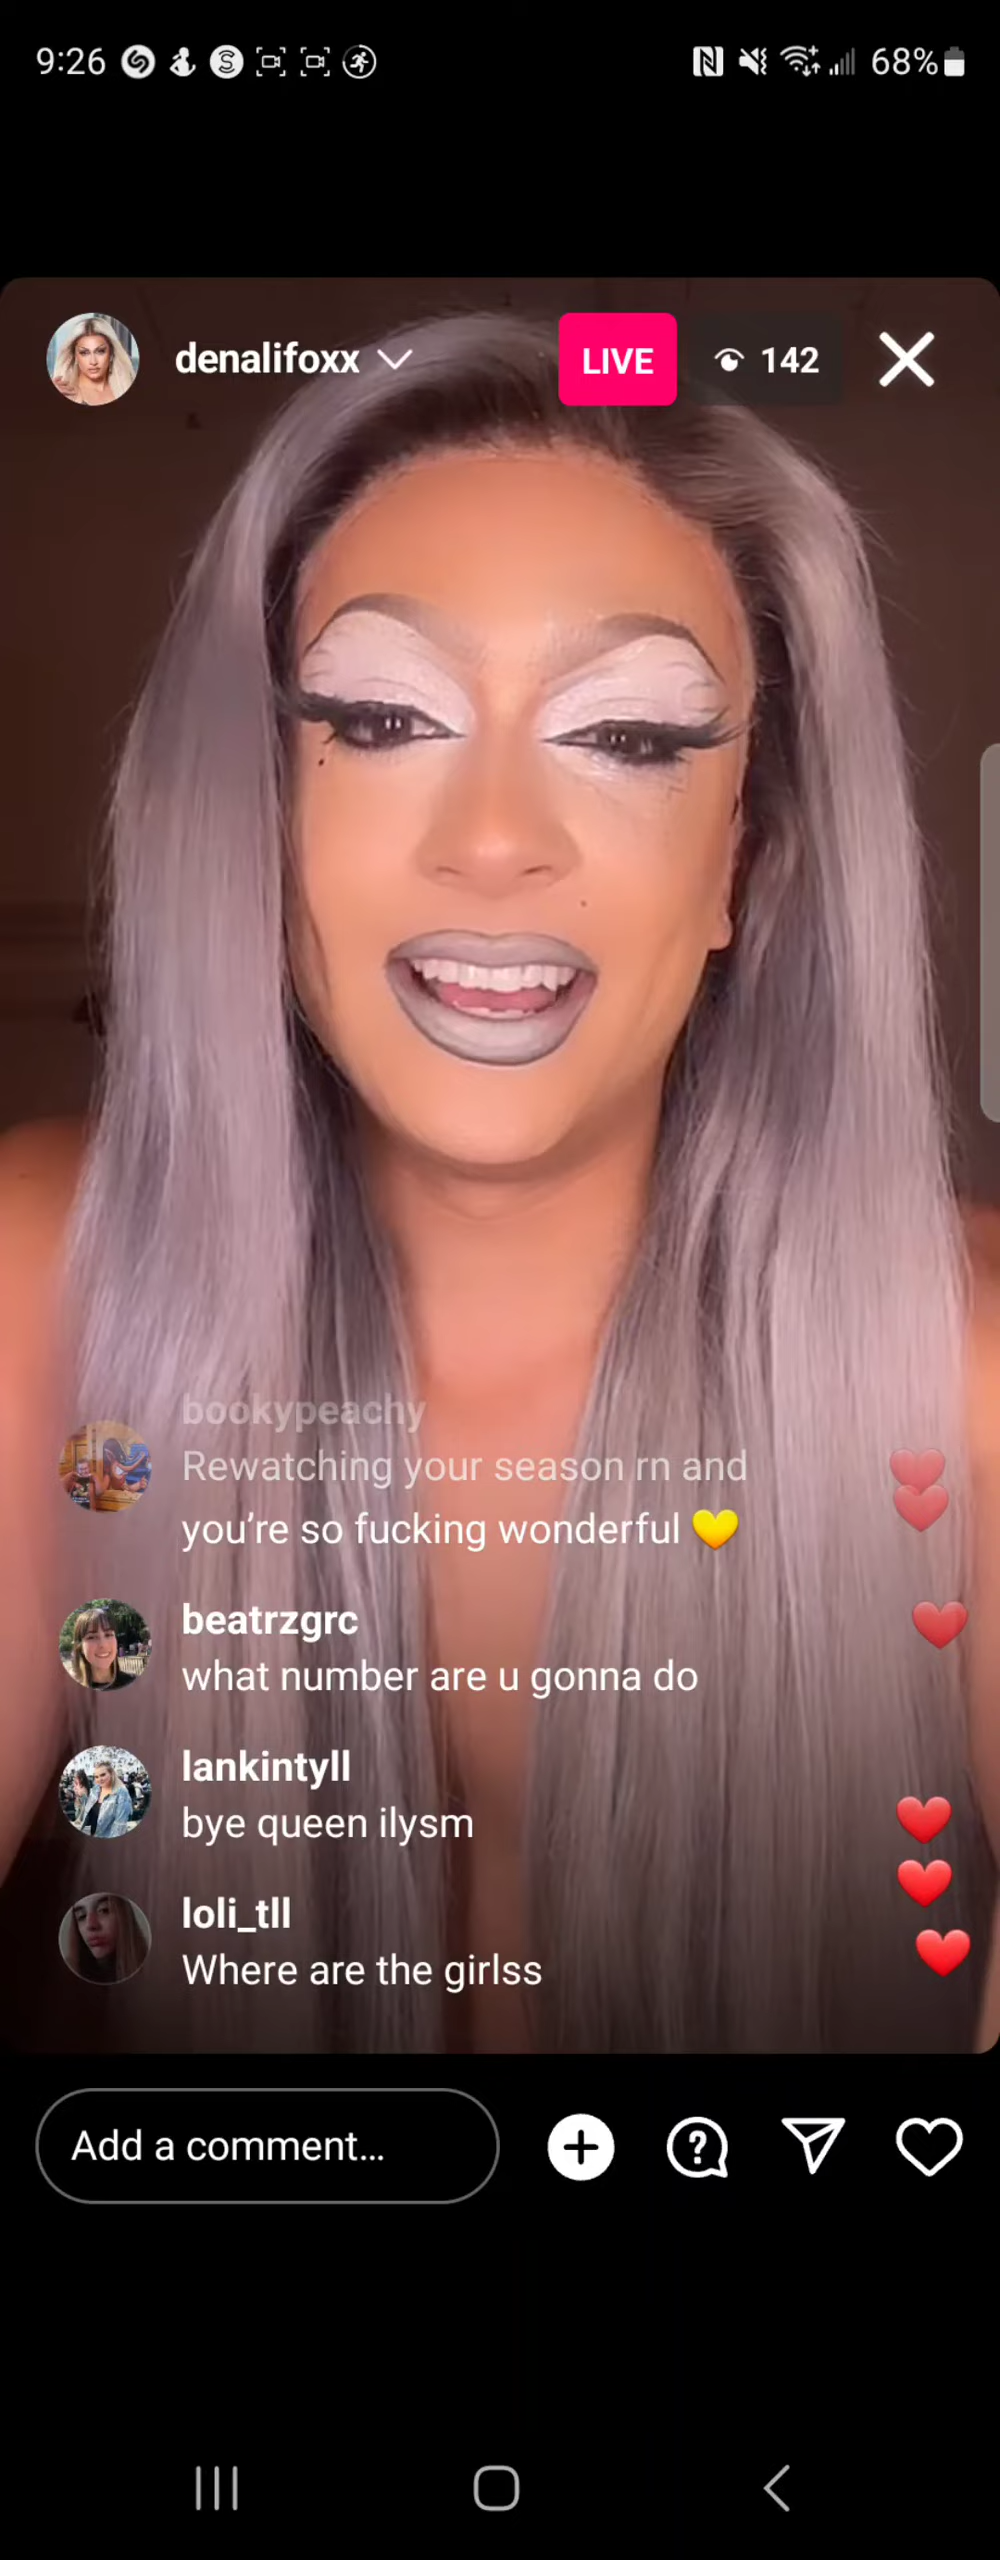 9:26
68%
denalifoxx
LIVE
142
bookypeachy
Rewatching your season rn and
you’re so fucking wonderful 💛
beatrzgrc
what number are u gonna do
lankintyll
bye queen ilysm
loli_tll
Where are the girlss
Add a comment...